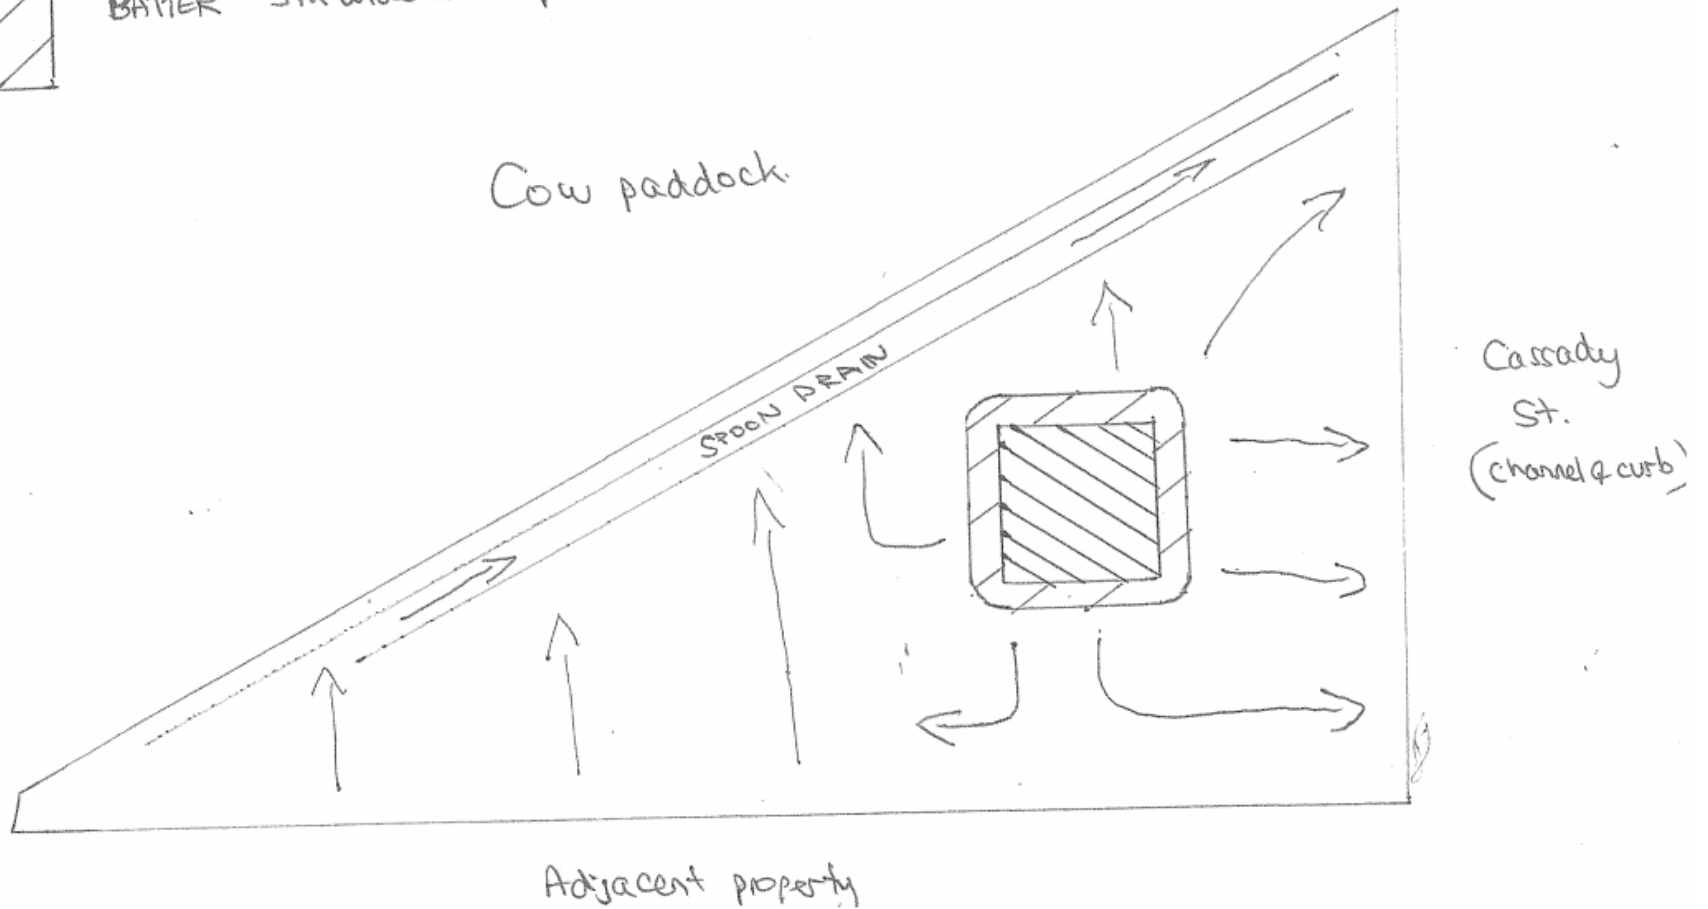 BATTER
Cow paddock.
SPOON DRAIN
Cassady
St.
(channel & curb)
Adjacent property